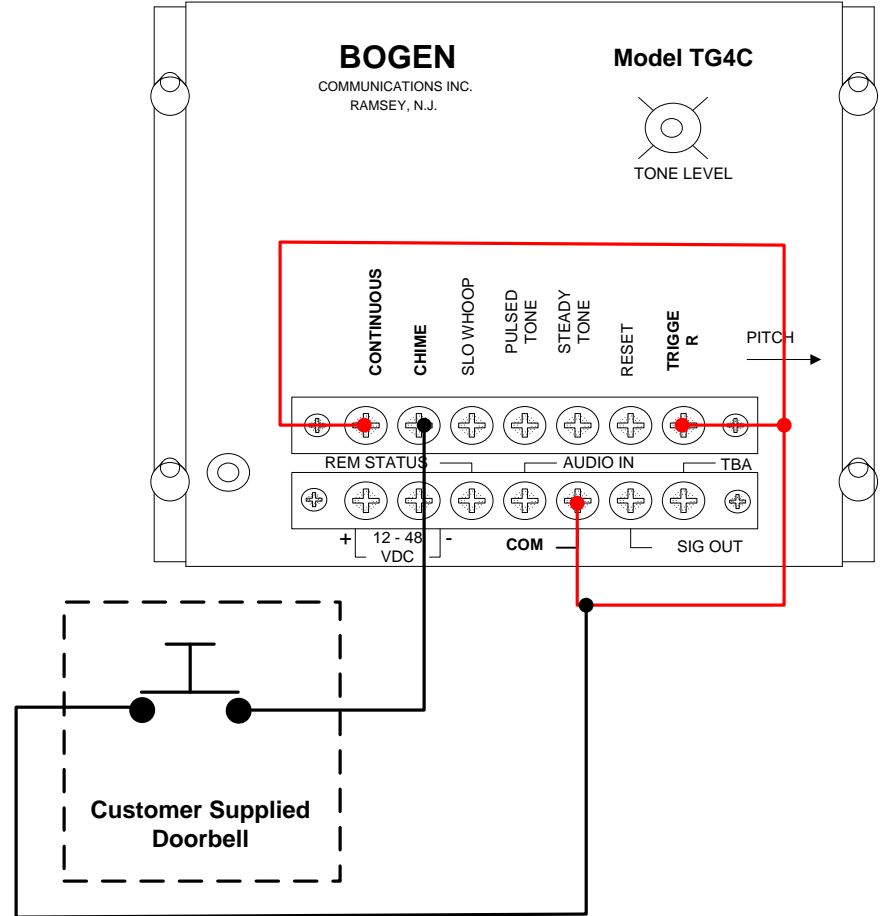 BOGEN
COMMUNICATIONS INC.
RAMSEY, N.J.
Model TG4C
TONE LEVEL
CONTINUOUS
CHIME
SLO WHOOP
PULSED
TONE
STEADY
TONE
RESET
TRIGGE
R
PITCH
REM STATUS
AUDIO IN
TBA
+ 12 - 48 -
VDC
COM
SIG OUT
Customer Supplied
Doorbell